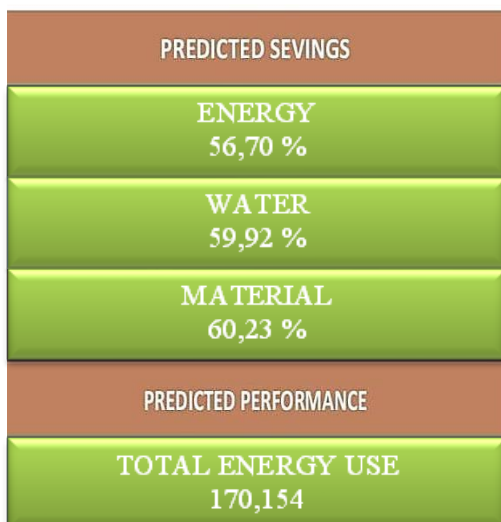 PREDICTED SEVINGS
ENERGY
56,70 %
WATER
59,92 %
MATERIAL
60,23 %
PREDICTED PERFORMANCE
TOTAL ENERGY USE
170,154